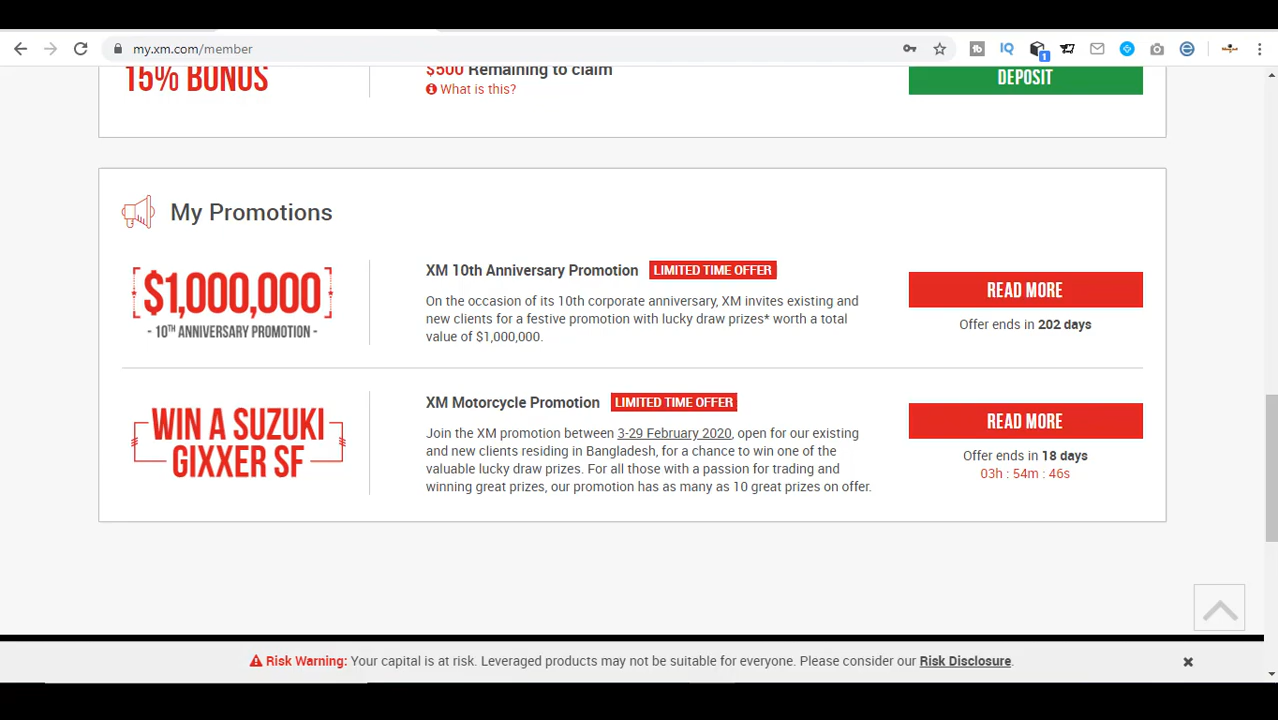 my.xm.com/member
15% BONUS
$500 Remaining to claim
What is this?
DEPOSIT
My Promotions
$1,000,000
- 10TH ANNIVERSARY PROMOTION -
XM 10th Anniversary Promotion LIMITED TIME OFFER
On the occasion of its 10th corporate anniversary, XM invites existing and
new clients for a festive promotion with lucky draw prizes* worth a total
value of $1,000,000.
READ MORE
Offer ends in 202 days
WIN A SUZUKI
GIXXER SF
XM Motorcycle Promotion LIMITED TIME OFFER
Join the XM promotion between 3-29 February 2020, open for our existing
and new clients residing in Bangladesh, for a chance to win one of the
valuable lucky draw prizes. For all those with a passion for trading and
winning great prizes, our promotion has as many as 10 great prizes on offer.
READ MORE
Offer ends in 18 days
03h : 54m : 46s
Risk Warning: Your capital is at risk. Leveraged products may not be suitable for everyone. Please consider our Risk Disclosure.